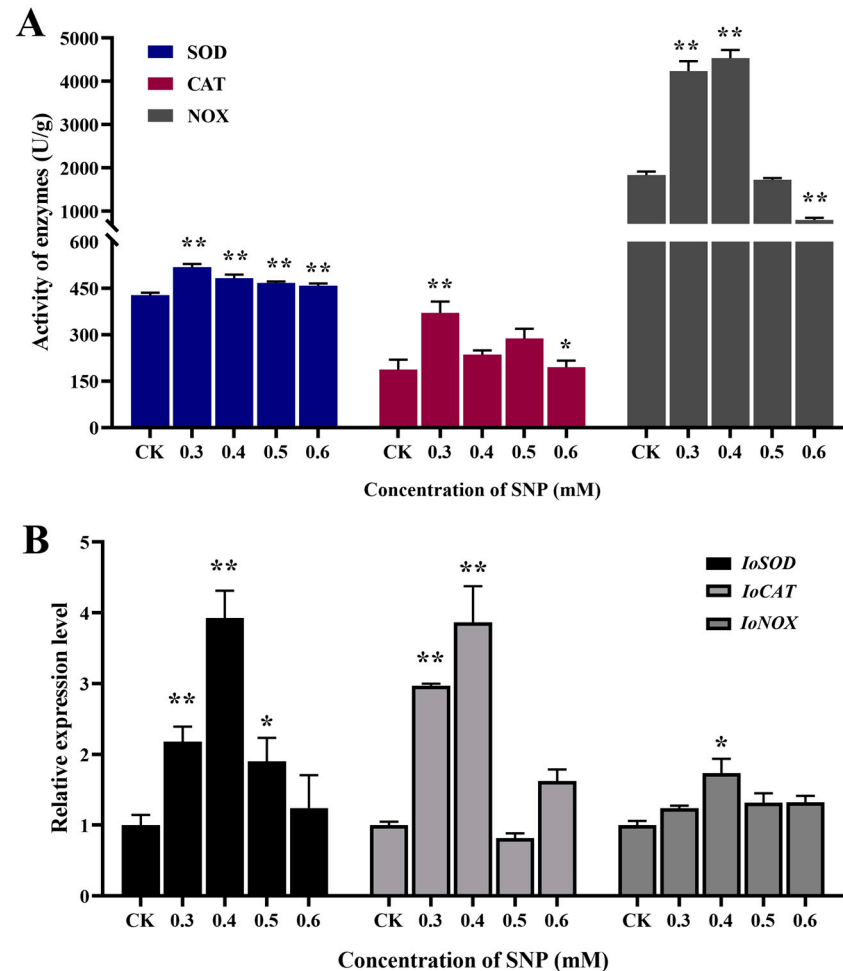 A
Activity of enzymes (U/g)
5000
4000
3000
2000
1000
600
450
300
150
0
SOD
CAT
NOX
** ** ** **
** *
** ** **
CK 0.3 0.4 0.5 0.6 CK 0.3 0.4 0.5 0.6 CK 0.3 0.4 0.5 0.6
Concentration of SNP (mM)
B
Relative expression level
5
4
3
2
1
0
IoSOD
IoCAT
IoNOX
** ** *
** **
*
CK 0.3 0.4 0.5 0.6 CK 0.3 0.4 0.5 0.6 CK 0.3 0.4 0.5 0.6
Concentration of SNP (mM)